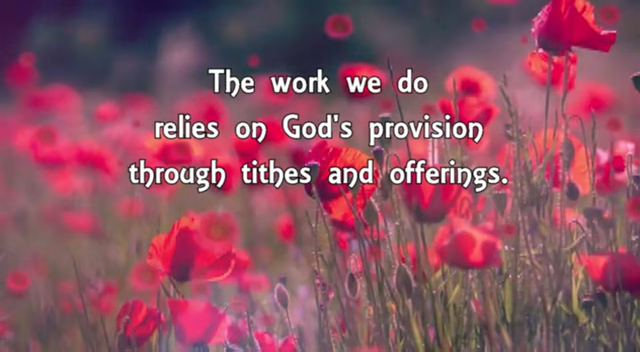 The work we do
relies on God's provision
through tithes and offerings.